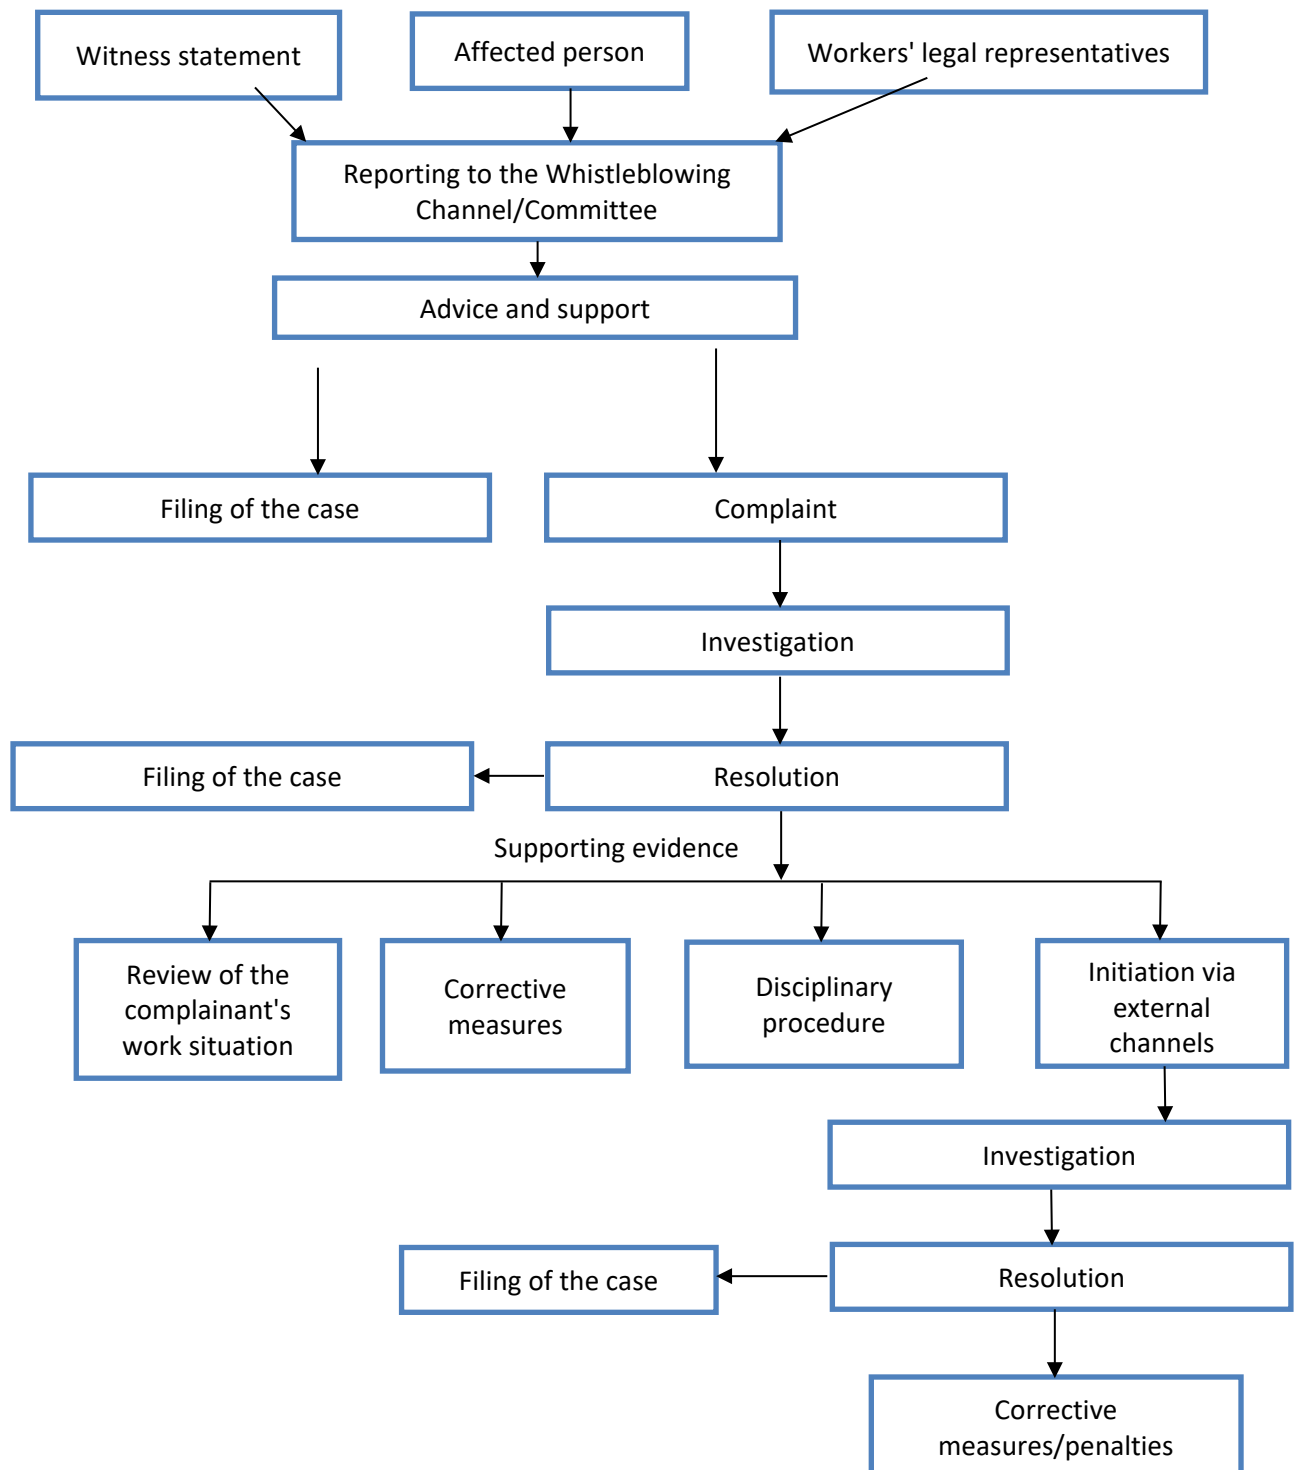 Witness statement
Affected person
Workers' legal representatives
Reporting to the Whistleblowing
Channel/Committee
Advice and support
Filing of the case
Complaint
Investigation
Filing of the case
Resolution
Supporting evidence
Review of the
complainant's
work situation
Corrective
measures
Disciplinary
procedure
Initiation via
external
channels
Investigation
Filing of the case
Resolution
Corrective
measures/penalties